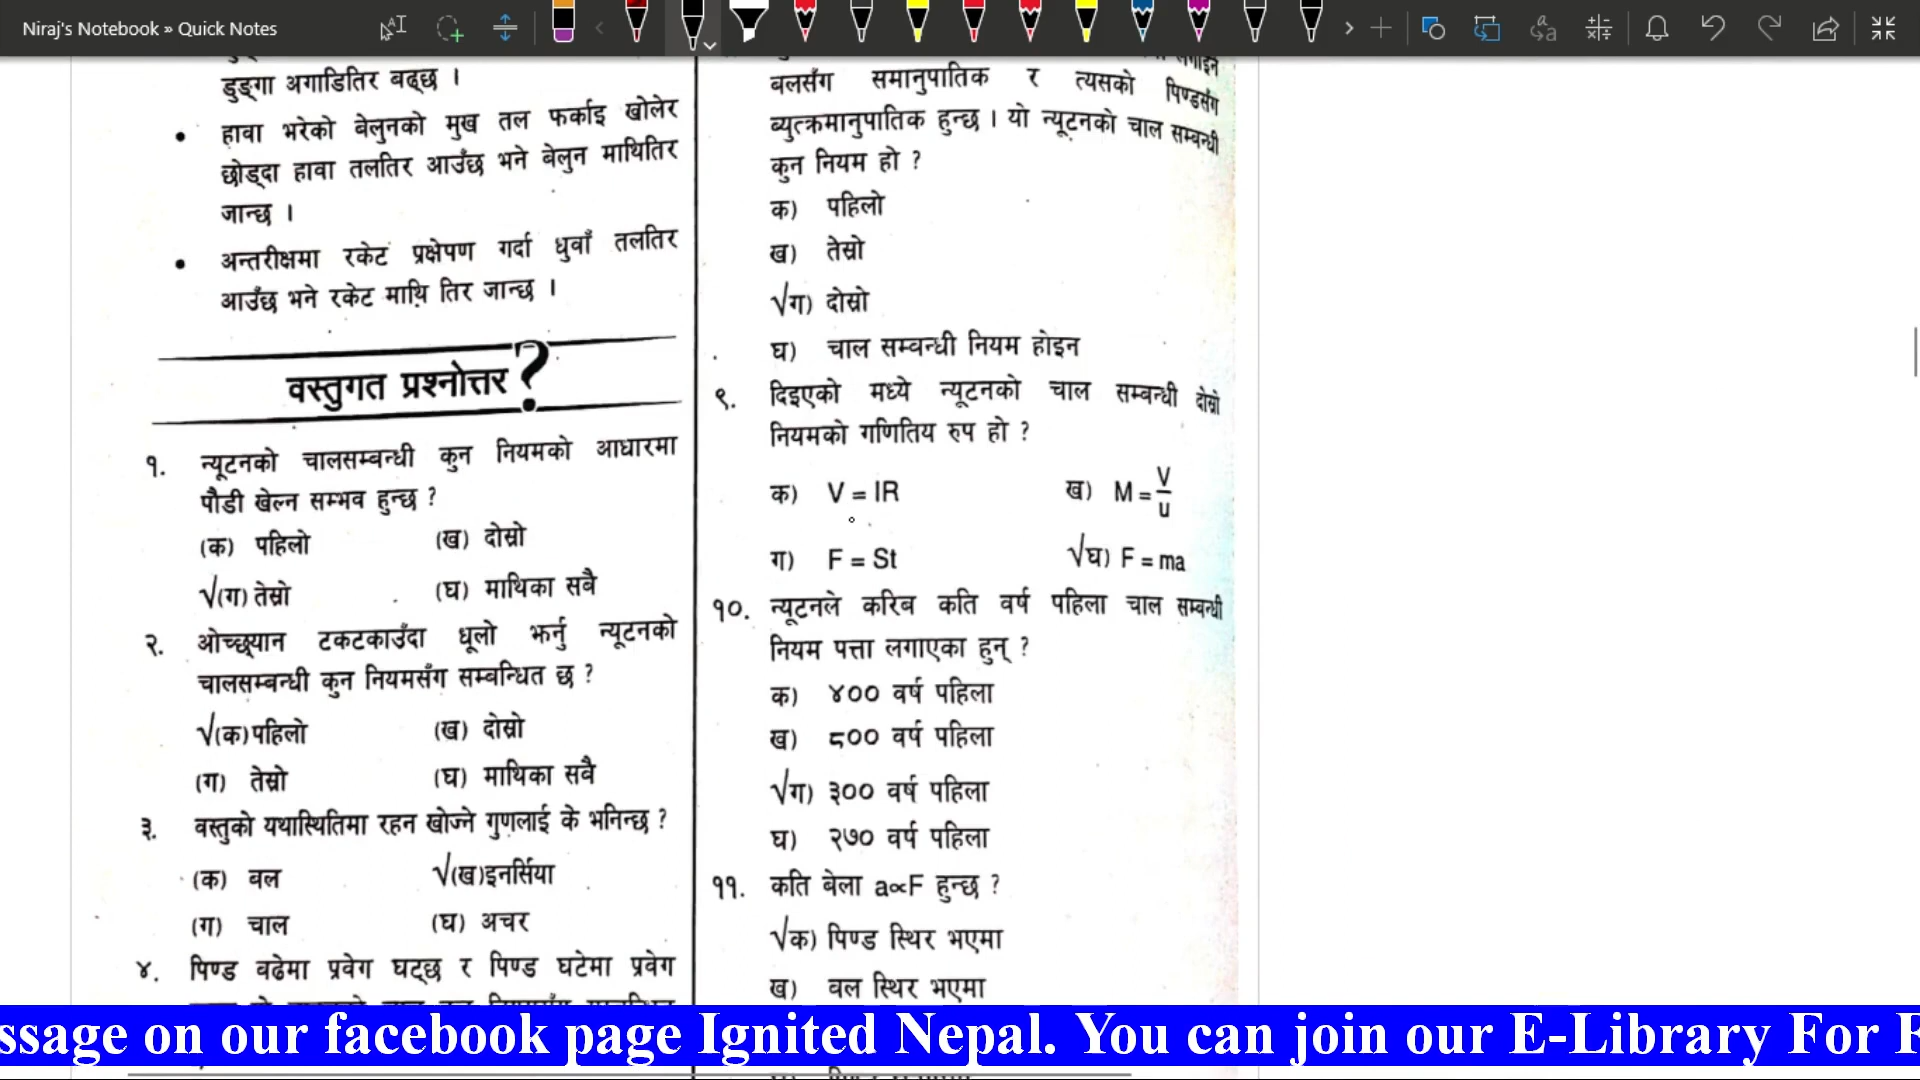 Niraj's Notebook » Quick Notes
डुङ्गा अगाडितिर बढ्छ ।
• हावा भरेको बेलुनको मुख तल फर्काइ खोलेर
छोड्दा हावा तलतिर आउँछ भने बेलुन माथितिर
जान्छ ।
• अन्तरीक्षमा रकेट प्रक्षेपण गर्दा धुवाँ तलतिर
आउँछ भने रकेट माथि तिर जान्छ ।
वस्तुगत प्रश्नोत्तर ?
१. न्यूटनको चालसम्बन्धी कुन नियमको आधारमा
पौडी खेल्न सम्भव हुन्छ ?
(क) पहिलो (ख) दोस्रो
√(ग) तेस्रो (घ) माथिका सबै
२. ओच्छ्यान टकटकाउँदा धूलो झर्नु न्यूटनको
चालसम्बन्धी कुन नियमसँग सम्बन्धित छ ?
√(क) पहिलो (ख) दोस्रो
(ग) तेस्रो (घ) माथिका सबै
३. वस्तुको यथास्थितिमा रहन खोज्ने गुणलाई के भनिन्छ ?
(क) बल √(ख) इनर्सिया
(ग) चाल (घ) अचर
४. पिण्ड बढेमा प्रवेग घट्छ र पिण्ड घटेमा प्रवेग
लगाइने
बलसँग समानुपातिक र त्यसको पिण्डसँग
ब्युत्क्रमानुपातिक हुन्छ । यो न्यूटनको चाल सम्बन्धी
कुन नियम हो ?
क) पहिलो
ख) तेस्रो
√ग) दोस्रो
घ) चाल सम्बन्धी नियम होइन
९. दिइएको मध्ये न्यूटनको चाल सम्बन्धी दोस्रो
नियमको गणितिय रुप हो ?
क) V = IR ख) M = V/u
ग) F = St √घ) F = ma
१०. न्यूटनले करिब कति वर्ष पहिला चाल सम्बन्धी
नियम पत्ता लगाएका हुन् ?
क) ४०० वर्ष पहिला
ख) ८०० वर्ष पहिला
√ग) ३०० वर्ष पहिला
घ) २७० वर्ष पहिला
११. कति बेला a∝F हुन्छ ?
√क) पिण्ड स्थिर भएमा
ख) बल स्थिर भएमा
ssage on our facebook page Ignited Nepal. You can join our E-Library For